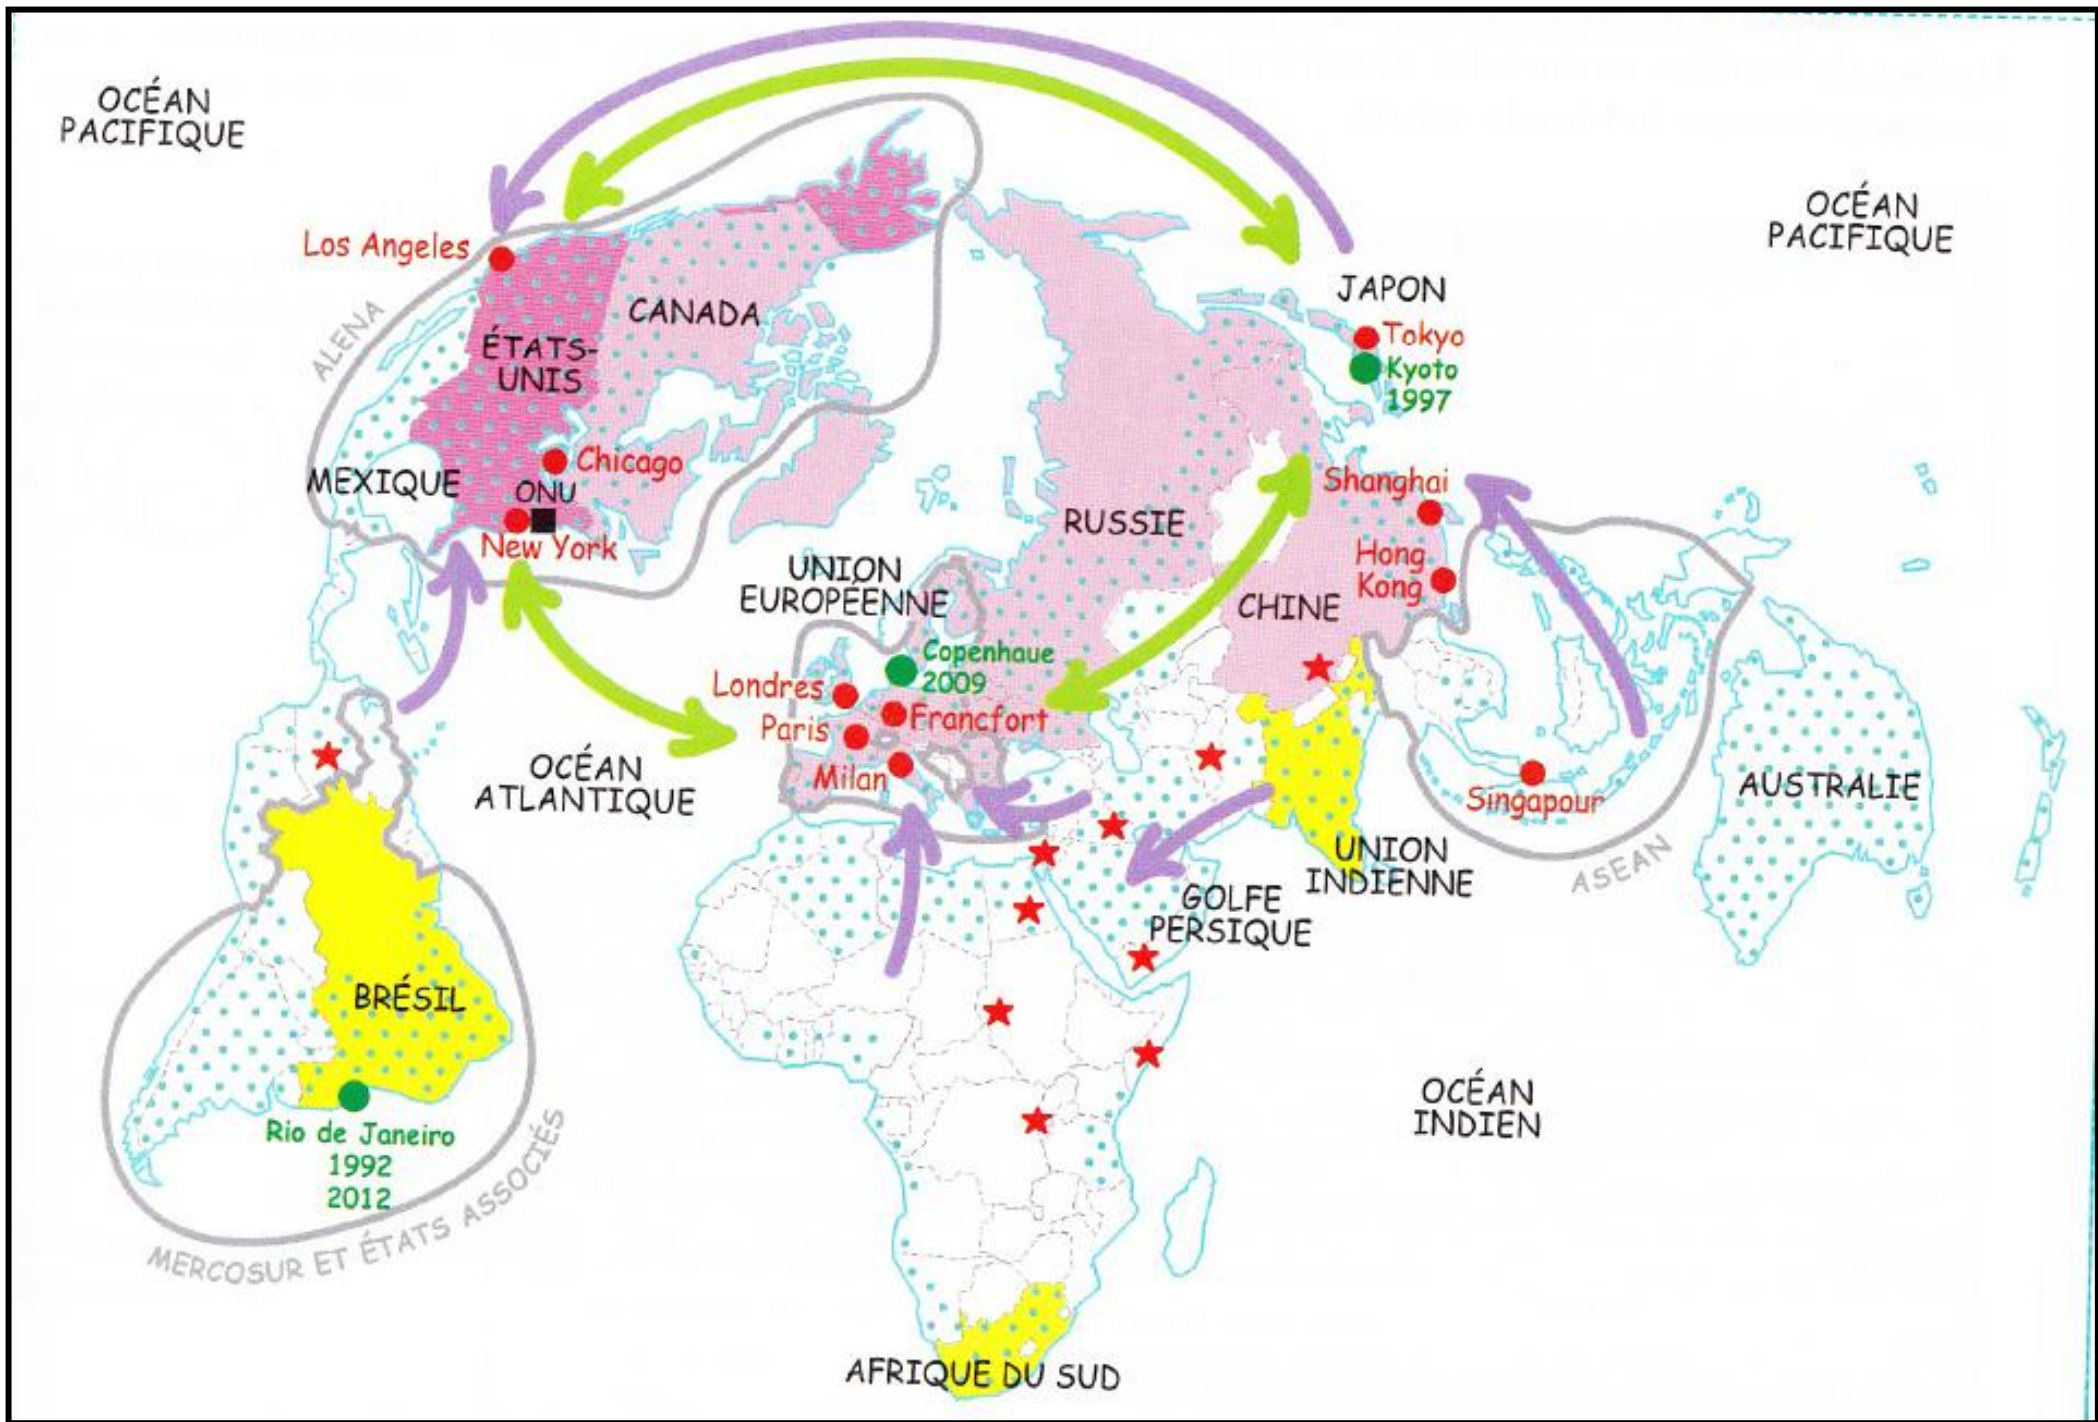 OCÉAN
PACIFIQUE
OCÉAN
PACIFIQUE
Los Angeles
ALENA
CANADA
ÉTATS-
UNIS
JAPON
Tokyo
Kyoto
1997
MEXIQUE
Chicago
ONU
New York
RUSSIE
Shanghai
Hong
Kong
CHINE
UNION
EUROPÉENNE
Copenhaue
2009
Londres
Francfort
Paris
Milan
OCÉAN
ATLANTIQUE
Singapour
AUSTRALIE
ASEAN
UNION
INDIENNE
GOLFE
PERSIQUE
BRÉSIL
Rio de Janeiro
1992
2012
MERCOSUR ET ÉTATS ASSOCIÉS
OCÉAN
INDIEN
AFRIQUE DU SUD